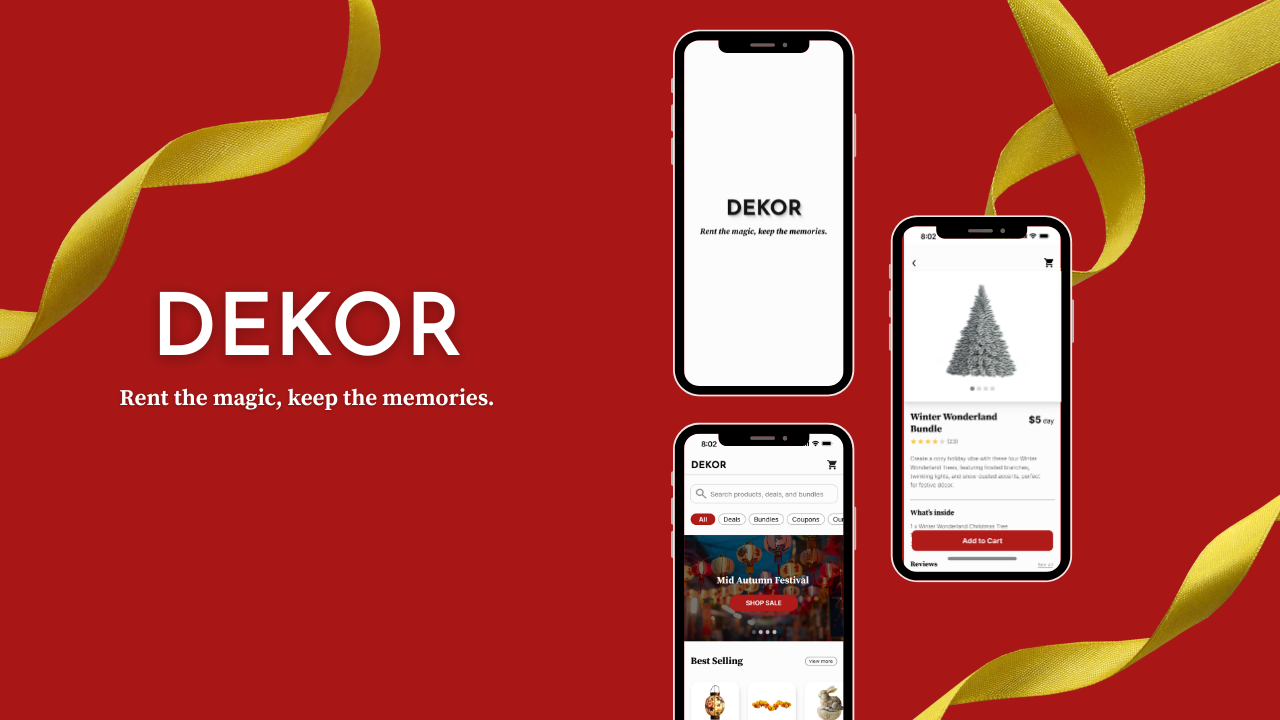 DEKOR
Rent the magic, keep the memories.
DEKOR
Rent the magic, keep the memories.
8:02
DEKOR
Search products, deals, and bundles
All
Deals
Bundles
Coupons
Mid Autumn Festival
SHOP SALE
Best Selling
view more
8:02
Winter Wonderland
Bundle
$5 day
(23)
Create a cozy holiday vibe with these four Winter
Wonderland Trees, featuring frosted branches,
twinkling lights, and snow-dusted accents, perfect
for festive décor.
What's inside
1 x Winter Wonderland Christmas Tree
Add to Cart
Reviews
See all